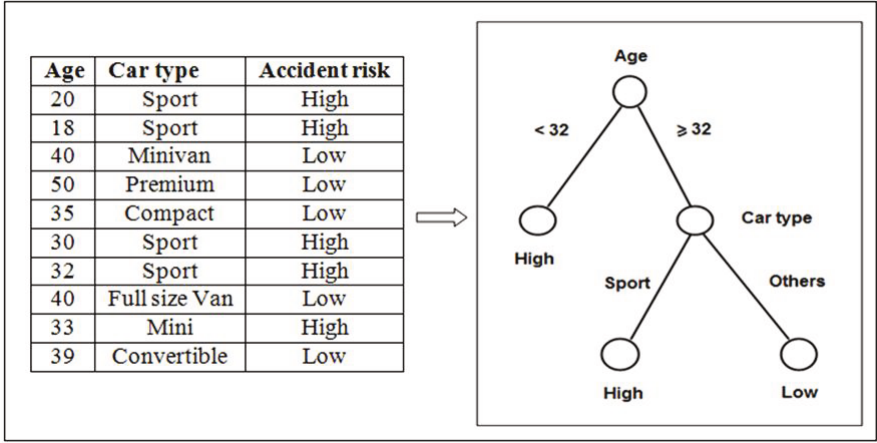 Age Car type Accident risk
20 Sport High
18 Sport High
40 Minivan Low
50 Premium Low
35 Compact Low
30 Sport High
32 Sport High
40 Full size Van Low
33 Mini High
39 Convertible Low
Age
< 32 ⩾ 32
Car type
High
Sport Others
High Low